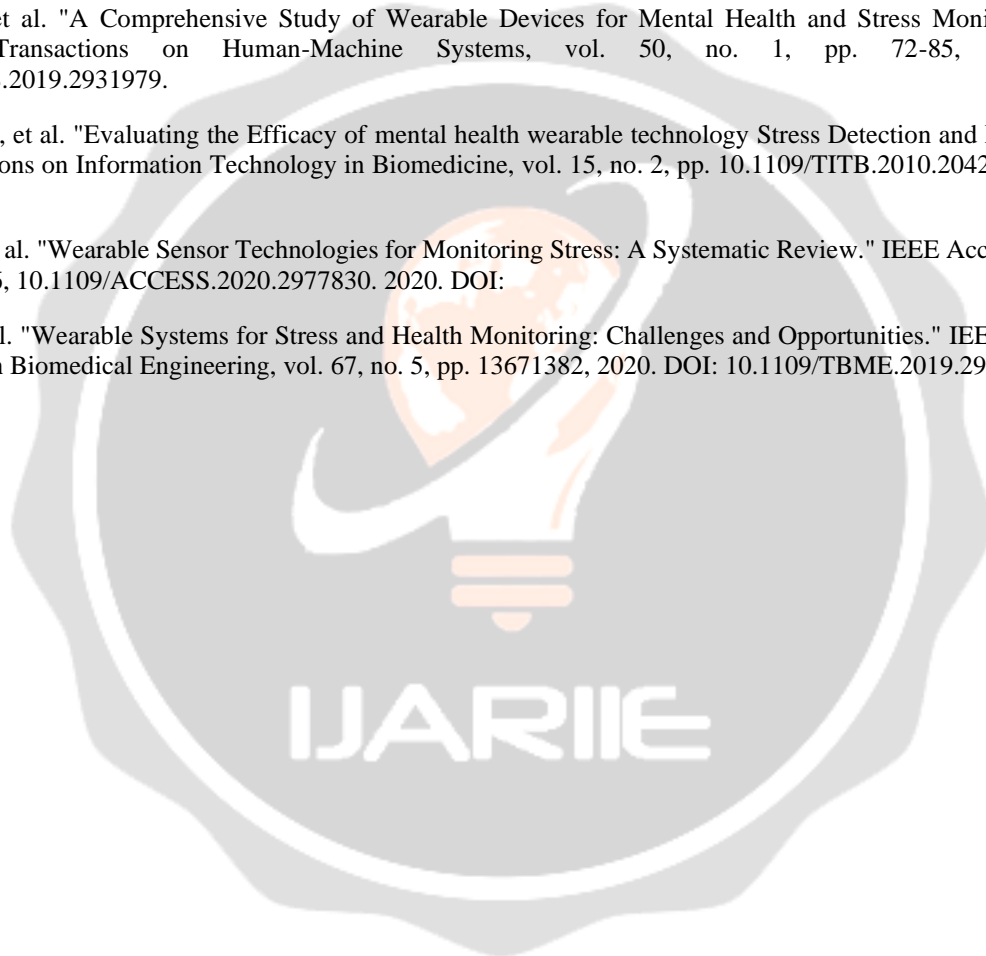 et al. "A Comprehensive Study of Wearable Devices for Mental Health and Stress Moni
Transactions on Human-Machine Systems, vol. 50, no. 1, pp. 72-85,
.2019.2931979.
, et al. "Evaluating the Efficacy of mental health wearable technology Stress Detection and
ons on Information Technology in Biomedicine, vol. 15, no. 2, pp. 10.1109/TITB.2010.2042
al. "Wearable Sensor Technologies for Monitoring Stress: A Systematic Review." IEEE Acc
, 10.1109/ACCESS.2020.2977830. 2020. DOI:
l. "Wearable Systems for Stress and Health Monitoring: Challenges and Opportunities." IEE
Biomedical Engineering, vol. 67, no. 5, pp. 13671382, 2020. DOI: 10.1109/TBME.2019.29
IJARIIE